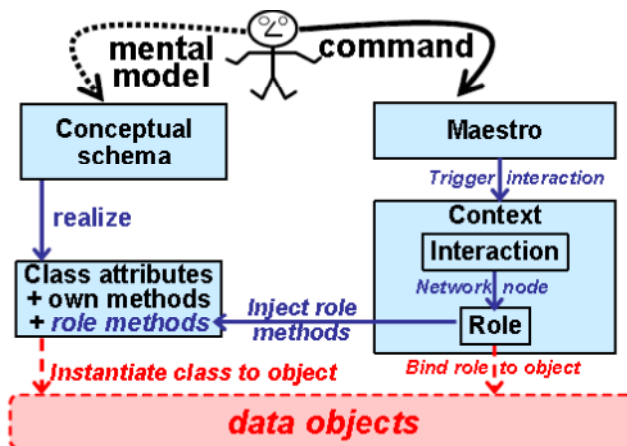 mental
model
command
Conceptual
schema
Maestro
Trigger interaction
realize
Context
Interaction
Network node
Role
Class attributes
+ own methods
+ role methods
Inject role
methods
Instantiate class to object
Bind role to object
data objects